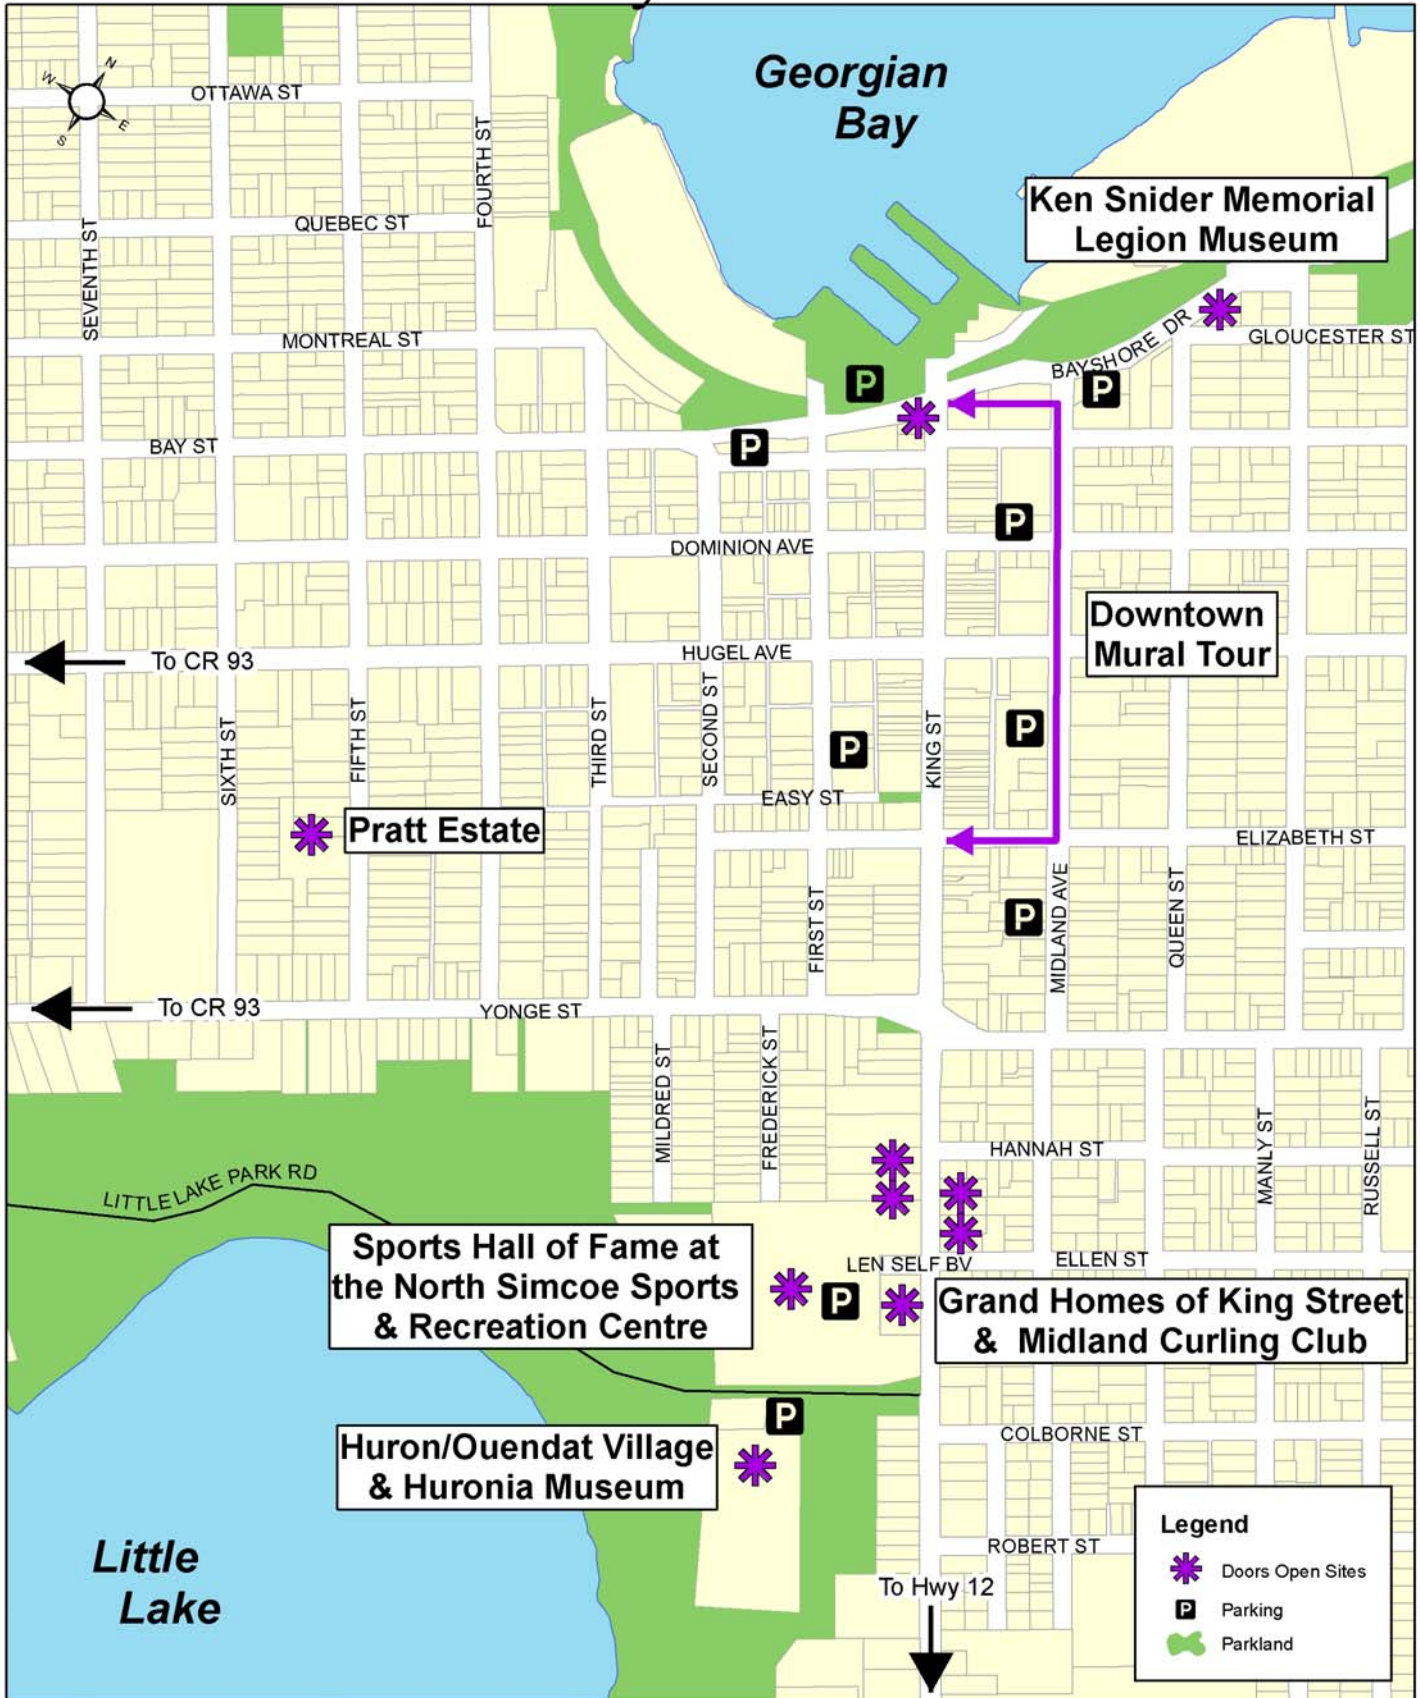 Georgian
Bay
N
W
E
S
OTTAWA ST
FOURTH ST
Ken Snider Memorial
Legion Museum
QUEBEC ST
SEVENTH ST
MONTREAL ST
BAYSHORE DR
GLOUCESTER ST
P
P
BAY ST
P
P
DOMINION AVE
Downtown
Mural Tour
HUGEL AVE
To CR 93
SIXTH ST
FIFTH ST
THIRD ST
SECOND ST
KING ST
P
P
EASY ST
Pratt Estate
ELIZABETH ST
FIRST ST
P
MIDLAND AVE
QUEEN ST
To CR 93
YONGE ST
MILDRED ST
FREDERICK ST
HANNAH ST
MANLY ST
RUSSELL ST
LITTLE LAKE PARK RD
Sports Hall of Fame at
the North Simcoe Sports
& Recreation Centre
LEN SELF BV
ELLEN ST
P
Grand Homes of King Street
& Midland Curling Club
P
Huron/Ouendat Village
& Huronia Museum
COLBORNE ST
ROBERT ST
Little
Lake
To Hwy 12
Legend
Doors Open Sites
P Parking
Parkland